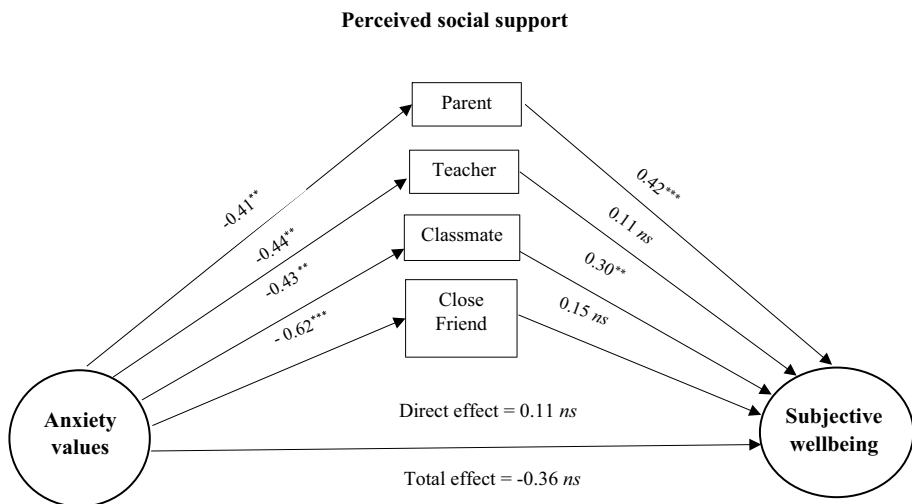 Perceived social support
Parent
Teacher
Classmate
Close
Friend
-0.41**
-0.44**
-0.43**
- 0.62***
0.42***
0.11 ns
0.30**
0.15 ns
Anxiety
values
Direct effect = 0.11 ns
Total effect = -0.36 ns
Subjective
wellbeing